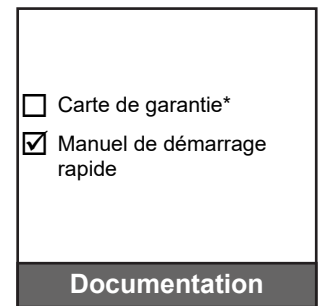 Carte de garantie*
Manuel de démarrage
rapide
Documentation